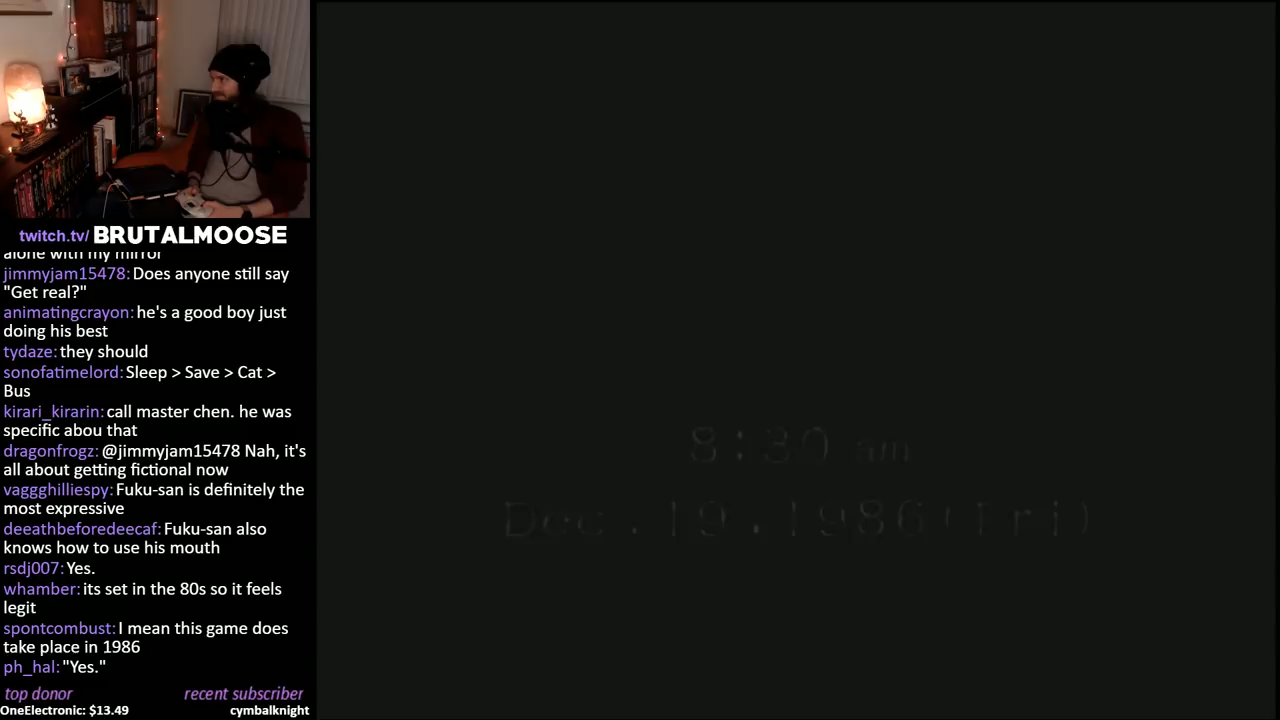 twitch.tv/BRUTALMOOSE
alone with my mirror
jimmyjam15478: Does anyone still say
"Get real?"
animatingcrayon: he's a good boy just
doing his best
tydaze: they should
sonofatimelord: Sleep > Save > Cat >
Bus
kirari_kirarin: call master chen. he was
specific abou that
dragonfrogz: @jimmyjam15478 Nah, it's
all about getting fictional now
vaggghilliespy: Fuku-san is definitely the
most expressive
deeathbeforedeecaf: Fuku-san also
knows how to use his mouth
rsdj007: Yes.
whamber: its set in the 80s so it feels
legit
spontcombust: I mean this game does
take place in 1986
ph_hal: "Yes."
top donor
recent subscriber
OneElectronic: $13.49
cymbalknight
8:30 am
Dec.19.1986(Fri)